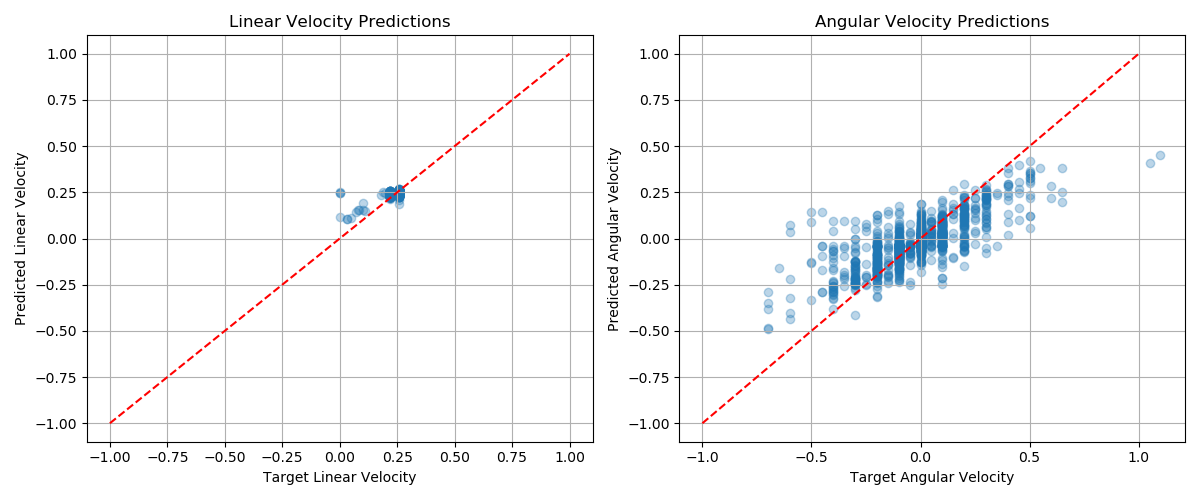 Linear Velocity Predictions
1.00
0.75
0.50
0.25
0.00
−0.25
−0.50
−0.75
−1.00
Predicted Linear Velocity
−1.00 −0.75 −0.50 −0.25 0.00 0.25 0.50 0.75 1.00
Target Linear Velocity
Angular Velocity Predictions
1.00
0.75
0.50
0.25
0.00
−0.25
−0.50
−0.75
−1.00
Predicted Angular Velocity
−1.0 −0.5 0.0 0.5 1.0
Target Angular Velocity